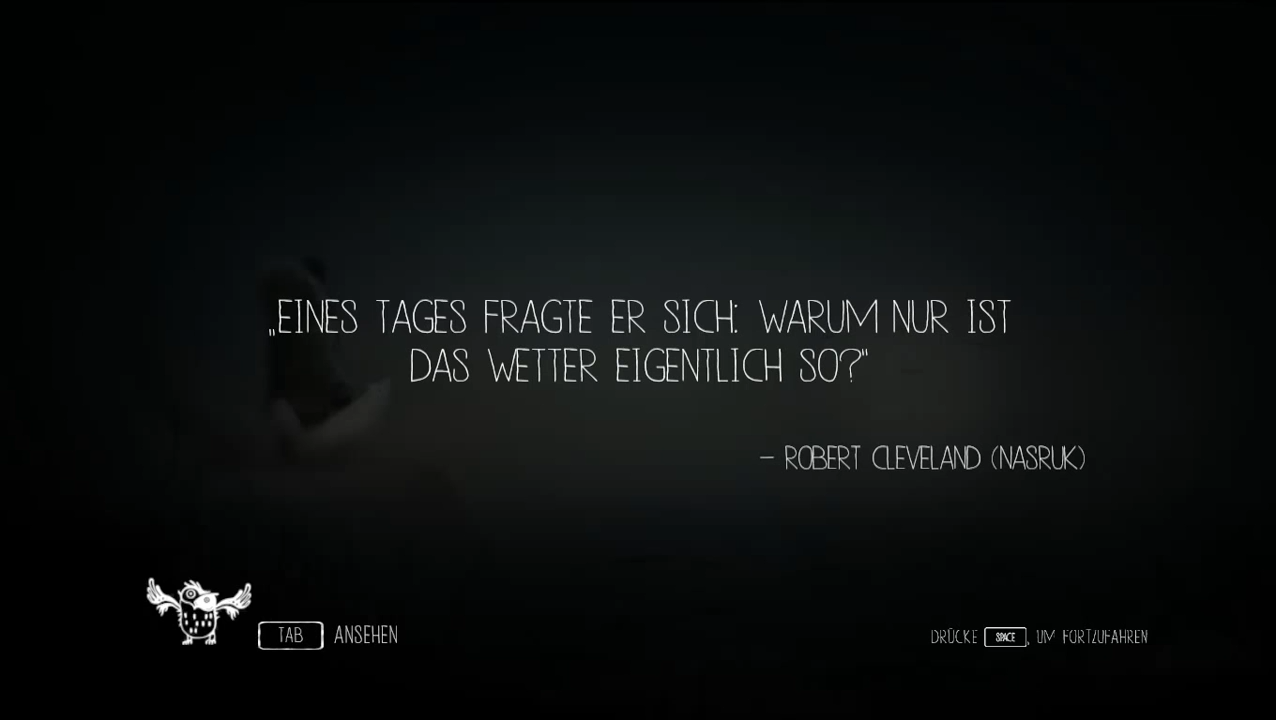 „EINES TAGES FRAGTE ER SICH: WARUM NUR IST
DAS WETTER EIGENTLICH SO?"
– ROBERT CLEVELAND (NASRUK)
TAB ANSEHEN
DRÜCKE SPACE, UM FORTZUFAHREN